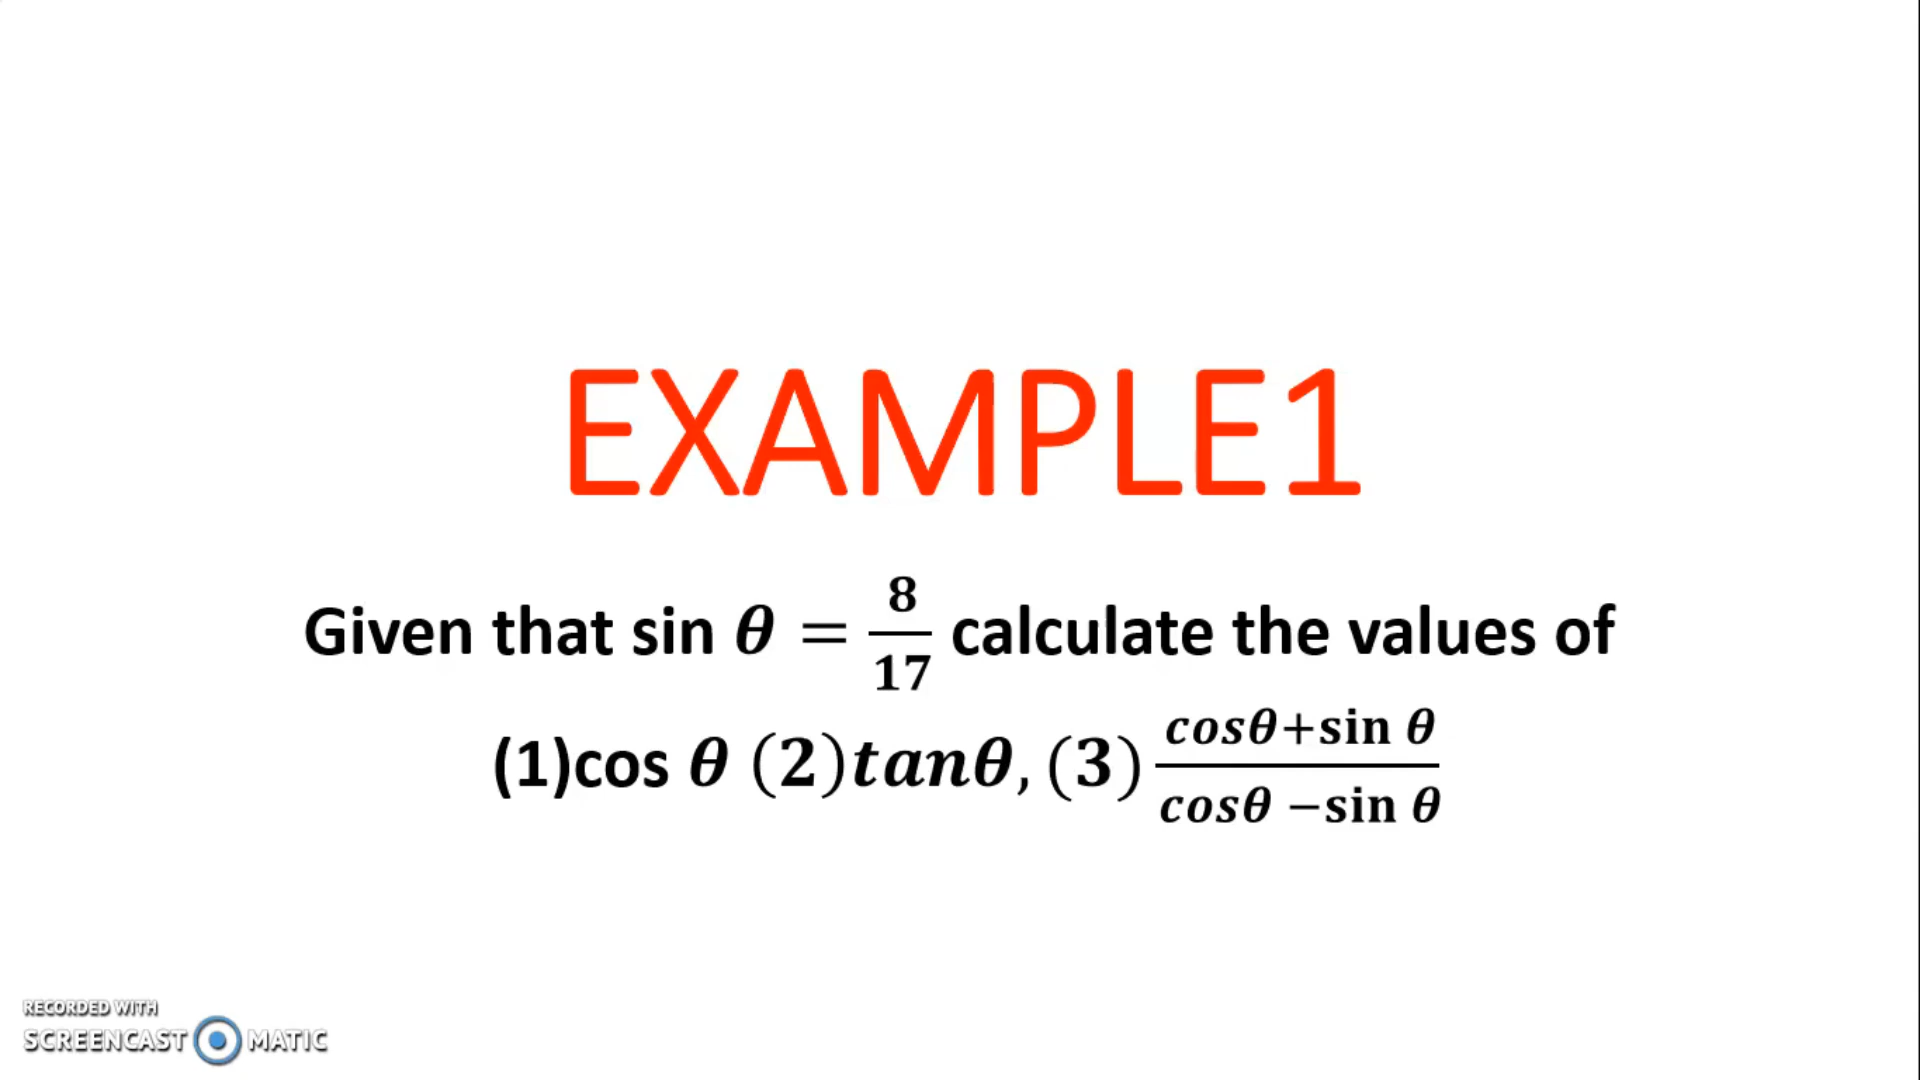 EXAMPLE1
Given that sin θ = 8/17 calculate the values of
(1)cos θ (2)tanθ, (3) cosθ+sin θ / cosθ −sin θ
RECORDED WITH
SCREENCAST MATIC